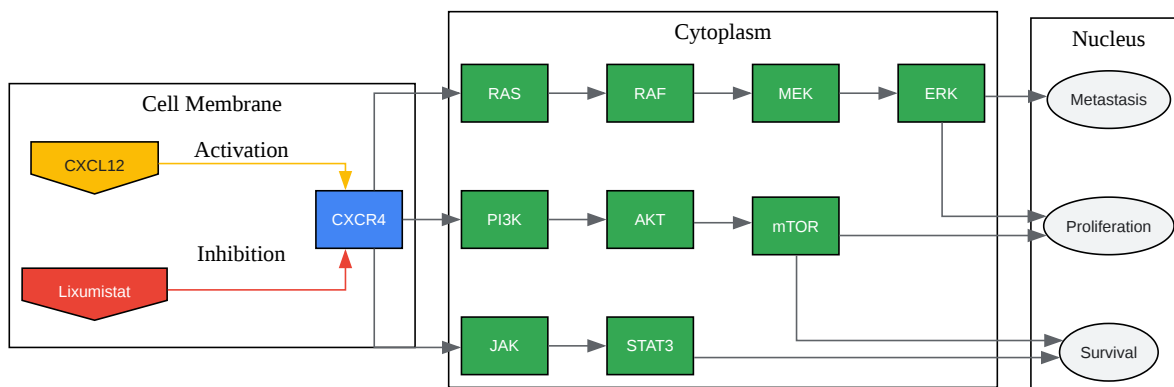 Cell Membrane
CXCL12
Activation
CXCR4
Inhibition
Lixumistat
Cytoplasm
RAS
RAF
MEK
ERK
PI3K
AKT
mTOR
JAK
STAT3
Nucleus
Metastasis
Proliferation
Survival